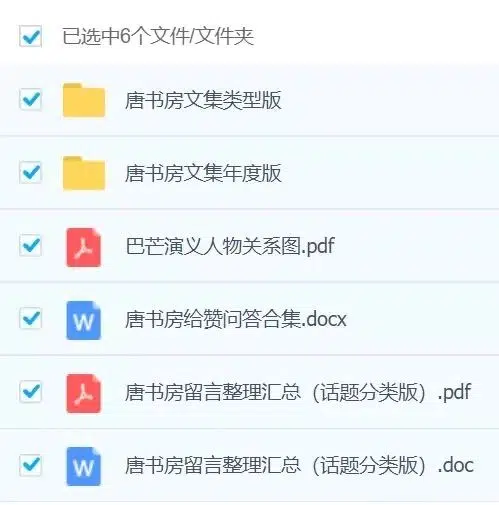 已选中6个文件/文件夹
唐书房文集类型版
唐书房文集年度版
巴芒演义人物关系图.pdf
唐书房给赞问答合集.docx
唐书房留言整理汇总（话题分类版）.pdf
唐书房留言整理汇总（话题分类版）.doc